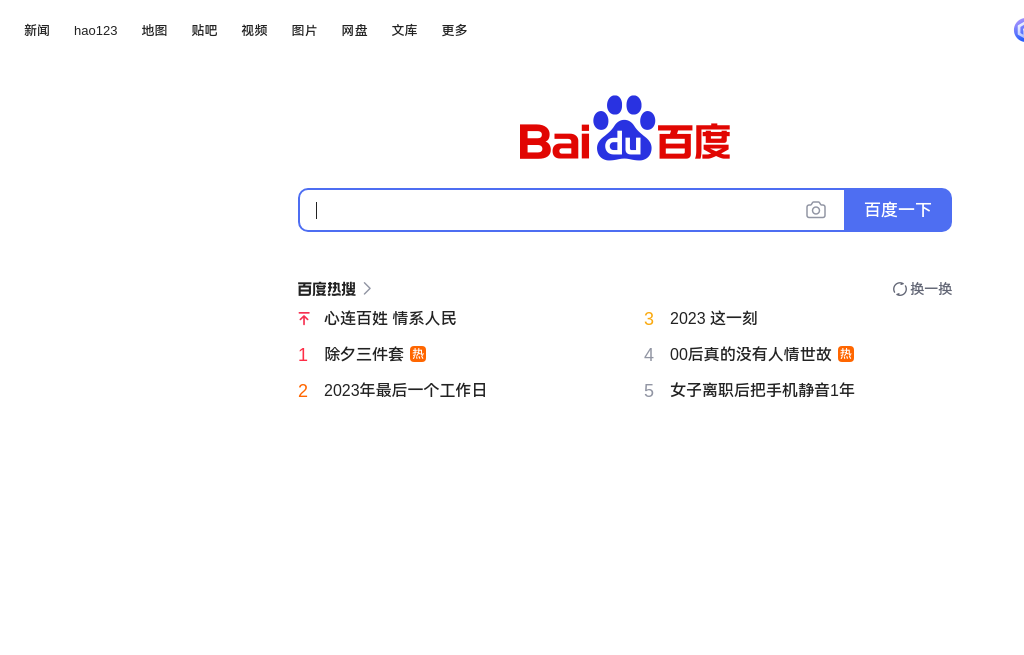 新闻 hao123 地图 贴吧 视频 图片 网盘 文库 更多
Bai du 百度
百度一下
百度热搜 换一换
心连百姓 情系人民
1 除夕三件套 热
2 2023年最后一个工作日
3 2023 这一刻
4 00后真的没有人情世故 热
5 女子离职后把手机静音1年